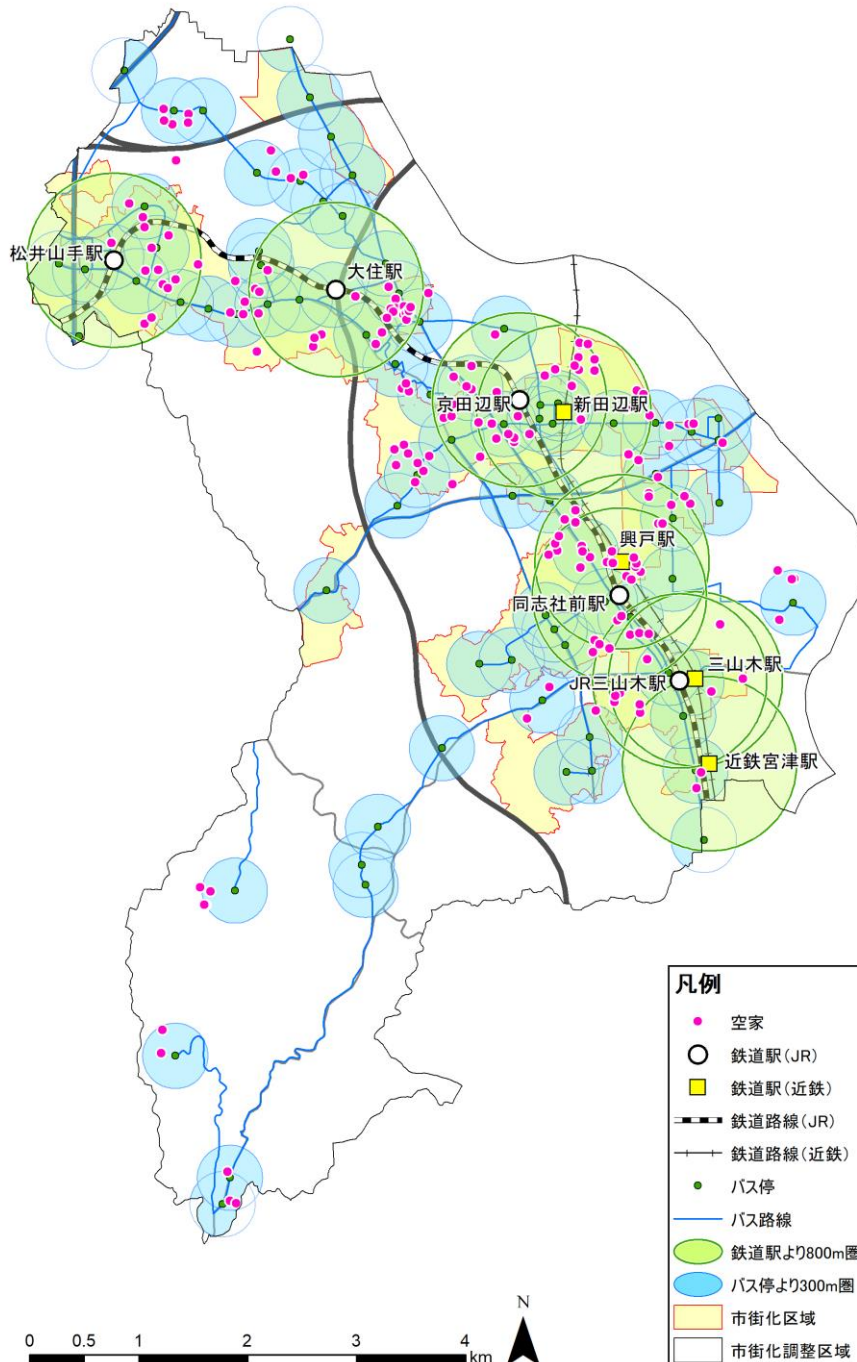 松井山手駅
大住駅
京田辺駅
新田辺駅
興戸駅
同志社前駅
三山木駅
JR三山木駅
近鉄宮津駅
凡例
空家
鉄道駅(JR)
鉄道駅(近鉄)
鉄道路線(JR)
鉄道路線(近鉄)
バス停
バス路線
鉄道駅より800m圏
バス停より300m圏
市街化区域
市街化調整区域
N
0 0.5 1 2 3 4
km